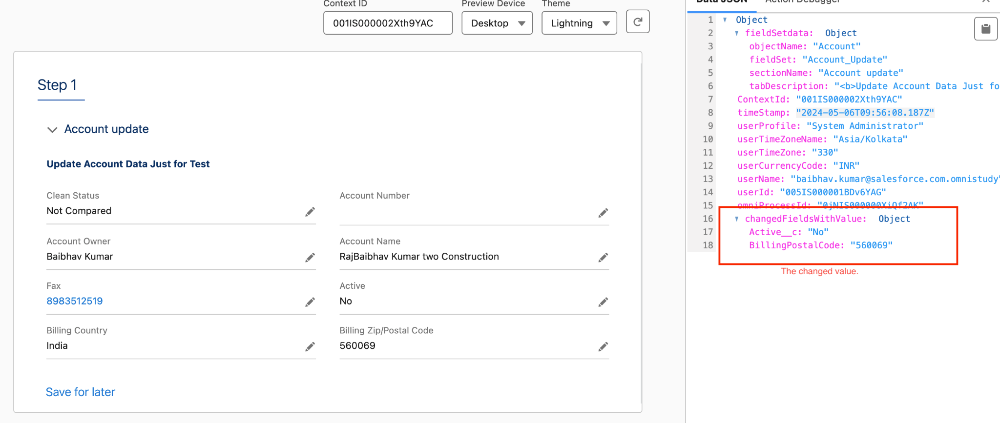 Context ID
Preview Device
Theme
001IS000002Xth9YAC
Desktop
Lightning
Step 1
Account update
Update Account Data Just for Test
Clean Status
Not Compared
Account Number
Account Owner
Baibhav Kumar
Account Name
RajBaibhav Kumar two Construction
Fax
8983512519
Active
No
Billing Country
India
Billing Zip/Postal Code
560069
Save for later
Data JSON
Action Debugger
1 Object
2 fieldSetdata: Object
3 objectName: "Account"
4 fieldSet: "Account_Update"
5 sectionName: "Account update"
6 tabDescription: "<b>Update Account Data Just fo
7 ContextId: "001IS000002Xth9YAC"
8 timeStamp: "2024-05-06T09:56:08.187Z"
9 userProfile: "System Administrator"
10 userTimeZoneName: "Asia/Kolkata"
11 userTimeZone: "330"
12 userCurrencyCode: "INR"
13 userName: "baibhav.kumar@salesforce.com.omnistudy"
14 userId: "005IS000001BDv6YAG"
15 omniProcessId: "0jNIS000000XiQf2AK"
16 changedFieldsWithValue: Object
17 Active__c: "No"
18 BillingPostalCode: "560069"
The changed value.